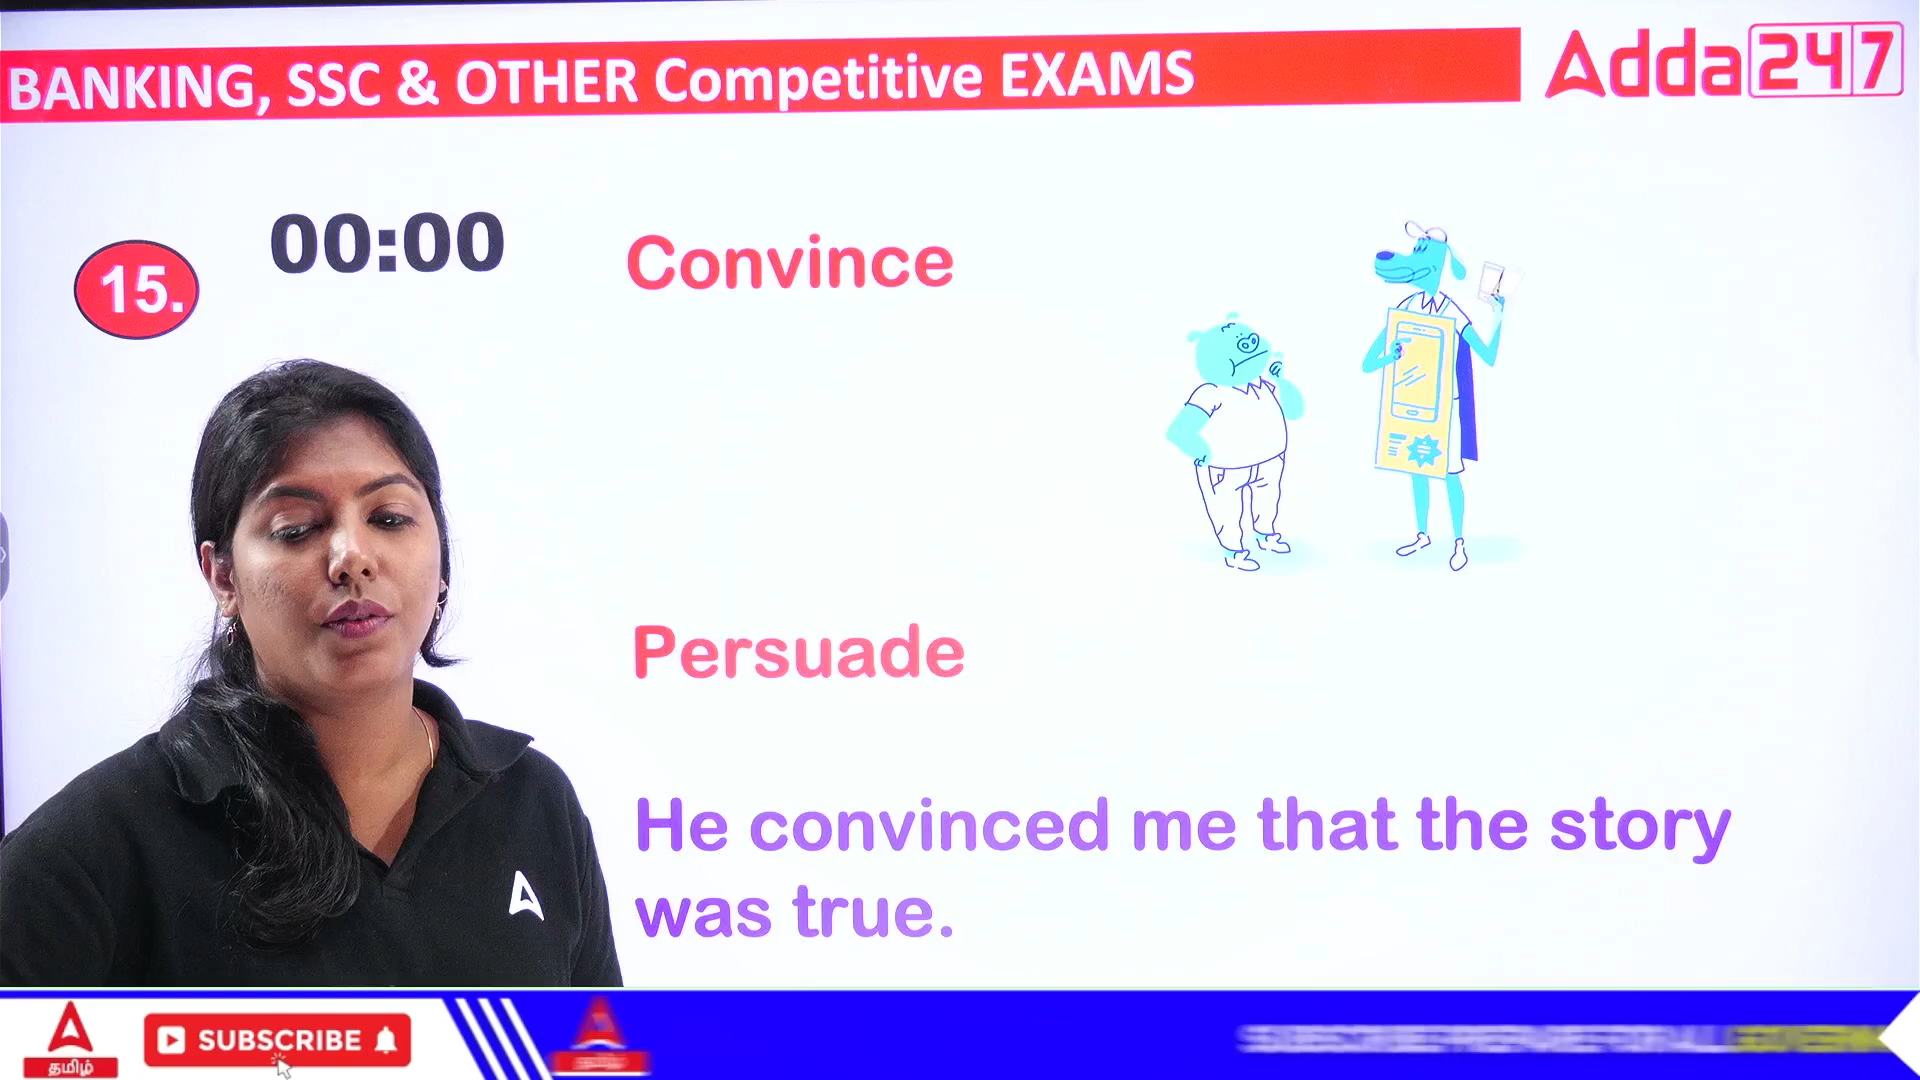 BANKING, SSC & OTHER Competitive EXAMS
Adda247
15.
00:00
Convince
Persuade
He convinced me that the story
was true.
தமிழ்
SUBSCRIBE